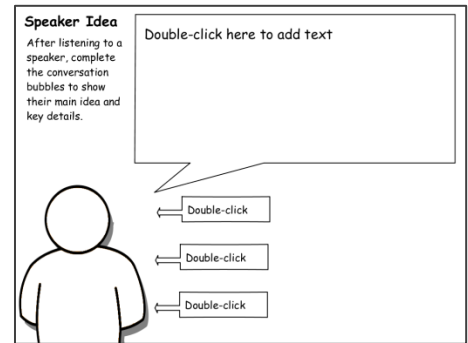 Speaker Idea
After listening to a
speaker, complete
the conversation
bubbles to show
their main idea and
key details.
Double-click here to add text
Double-click
Double-click
Double-click